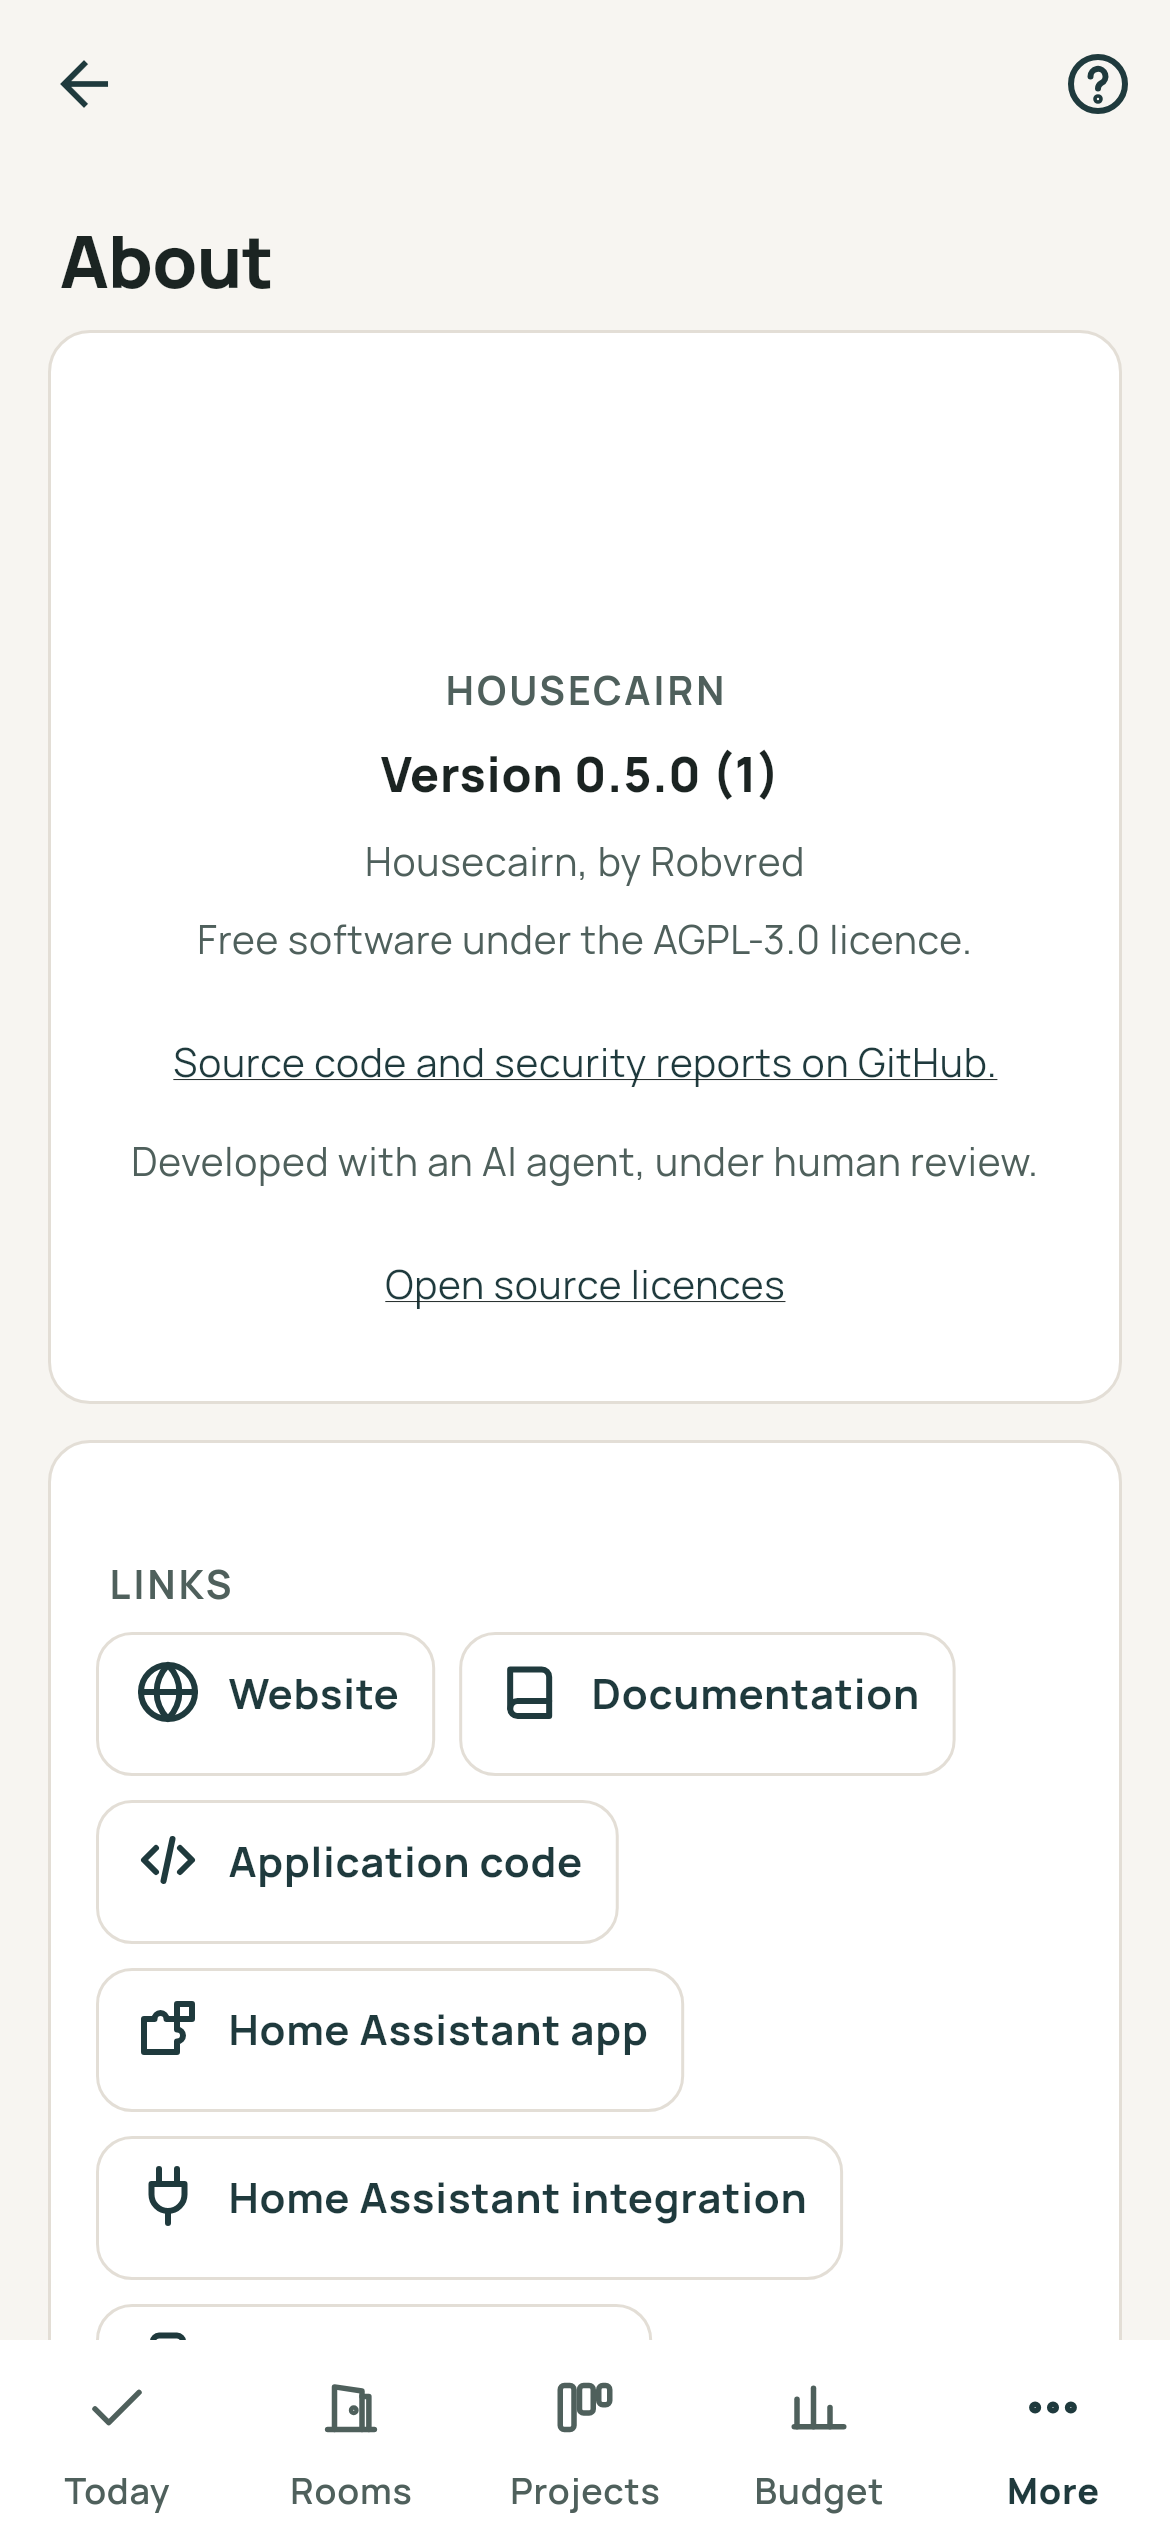 About
HOUSECAIRN
Version 0.5.0 (1)
Housecairn, by Robvred
Free software under the AGPL-3.0 licence.
Source code and security reports on GitHub.
Developed with an AI agent, under human review.
Open source licences
LINKS
Website
Documentation
Application code
Home Assistant app
Home Assistant integration
Today
Rooms
Projects
Budget
More